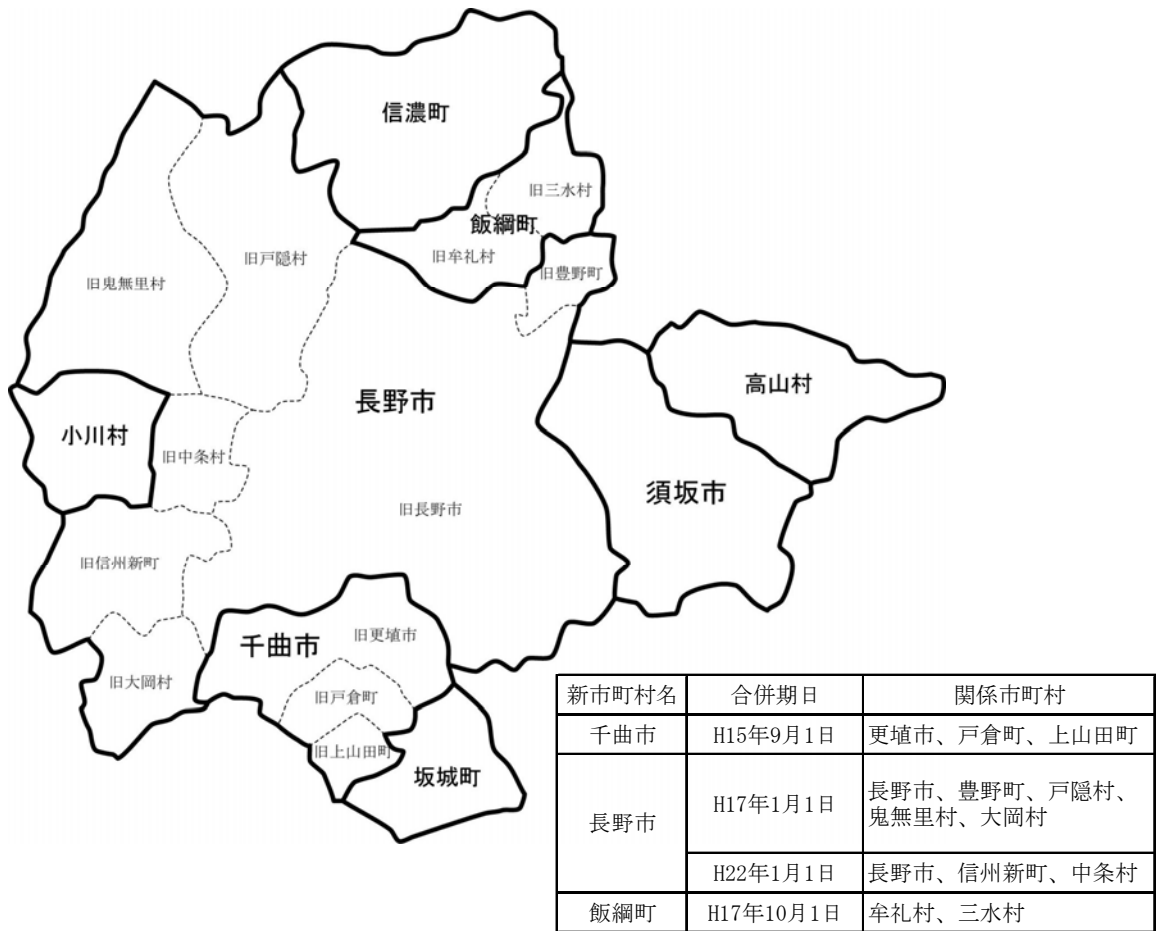 信濃町
旧三水村
飯綱町
旧牟礼村
旧戸隠村
旧豊野町
旧鬼無里村
高山村
長野市
小川村
旧中条村
須坂市
旧長野市
旧信州新町
千曲市
旧更埴市
旧大岡村
旧戸倉町
旧上山田町
坂城町
新市町村名 合併期日 関係市町村
千曲市 H15年9月1日 更埴市、戸倉町、上山田町
長野市 H17年1月1日 長野市、豊野町、戸隠村、
鬼無里村、大岡村
H22年1月1日 長野市、信州新町、中条村
飯綱町 H17年10月1日 牟礼村、三水村